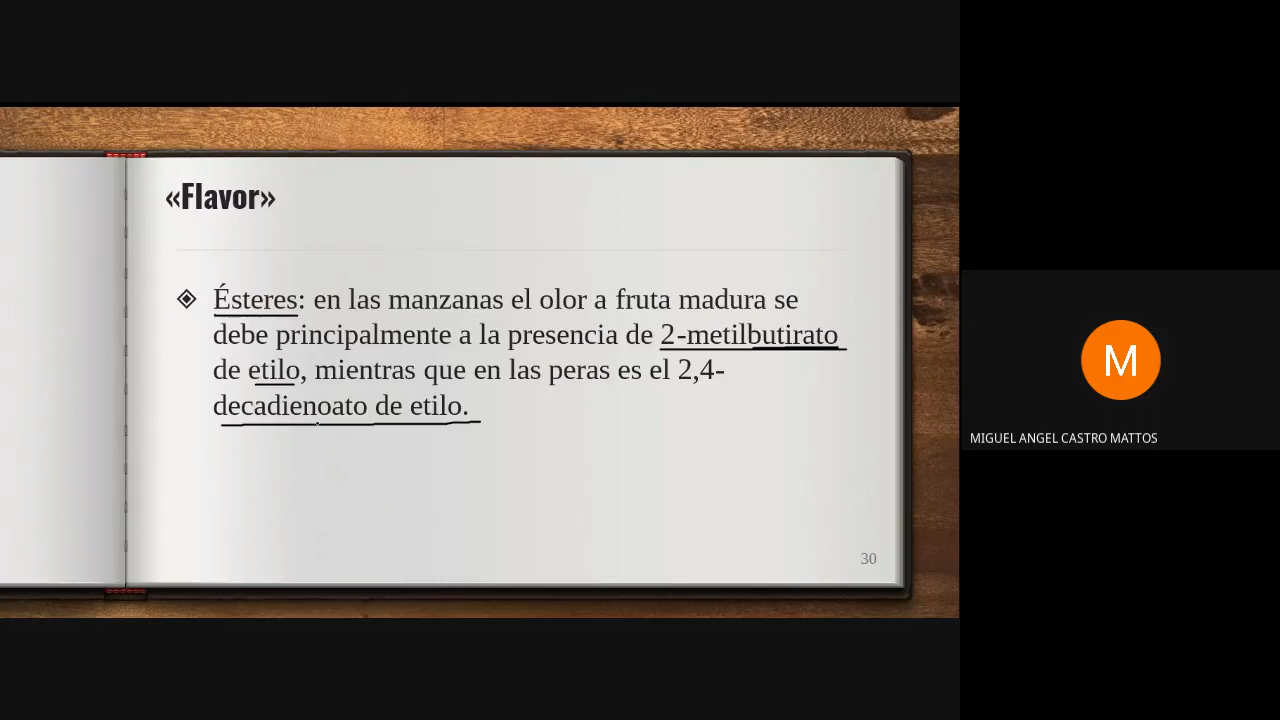 «Flavor»
Ésteres: en las manzanas el olor a fruta madura se
debe principalmente a la presencia de 2-metilbutirato
de etilo, mientras que en las peras es el 2,4-
decadienoato de etilo.
30
M
MIGUEL ANGEL CASTRO MATTOS